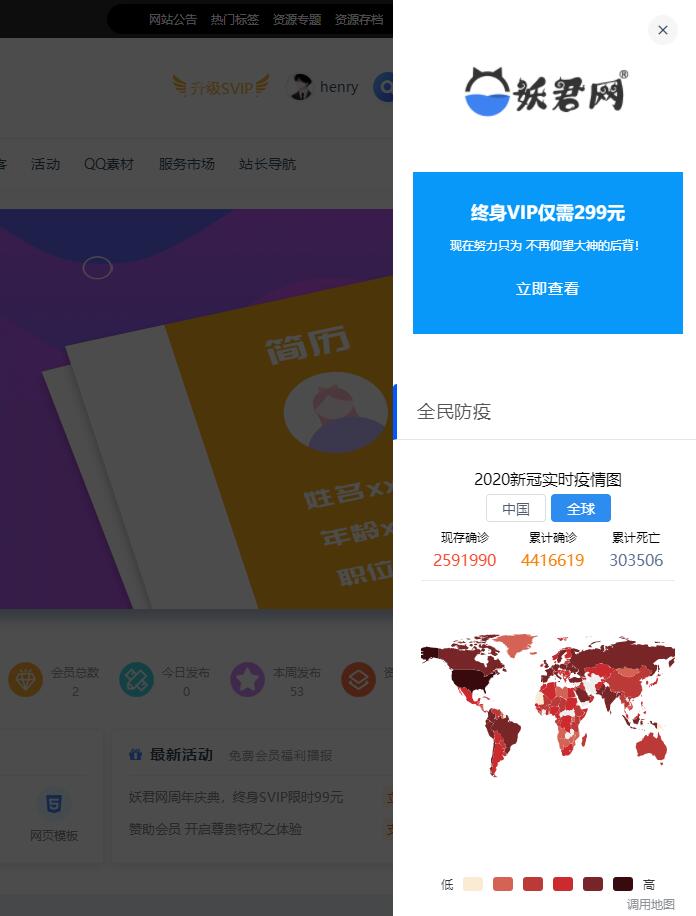 网站公告 热门标签 资源专题 资源存档
升级SVIP henry
活动 QQ素材 服务市场 站长导航
简历
姓名xx
年龄x
职位
会员总数 今日发布 本周发布
2 0 53
最新活动 免费会员福利播报
妖君网周年庆典，终身SVIP限时99元
赞助会员 开启尊贵特权之体验
网页模板
妖君网®
终身VIP仅需299元
现在努力只为 不再仰望大神的后背！
立即查看
全民防疫
2020新冠实时疫情图
中国 全球
现存确诊 累计确诊 累计死亡
2591990 4416619 303506
低 高
调用地图